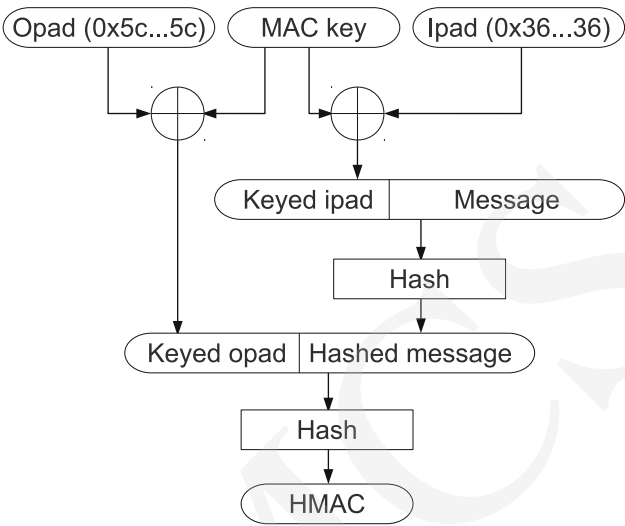 Opad (0x5c...5c) MAC key Ipad (0x36...36)
Keyed ipad Message
Hash
Keyed opad Hashed message
Hash
HMAC